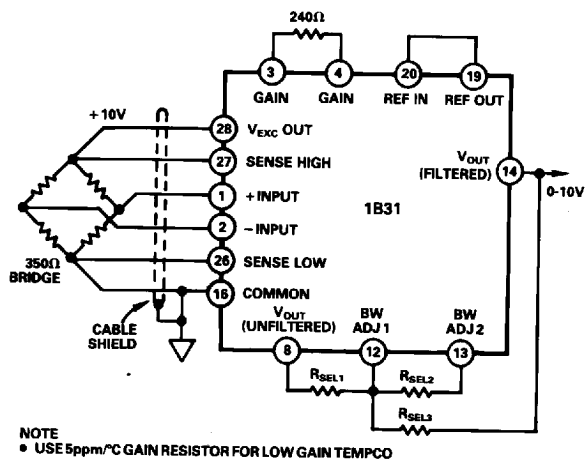 240Ω
3
4
20
19
GAIN
GAIN
REF IN
REF OUT
+10V
28
VEXC OUT
27
SENSE HIGH
VOUT
(FILTERED)
14
0-10V
1
+INPUT
1B31
2
−INPUT
350Ω
BRIDGE
26
SENSE LOW
16
COMMON
CABLE
SHIELD
VOUT
(UNFILTERED)
BW
ADJ 1
BW
ADJ 2
8
12
13
RSEL1
RSEL2
RSEL3
NOTE
• USE 5ppm/°C GAIN RESISTOR FOR LOW GAIN TEMPCO